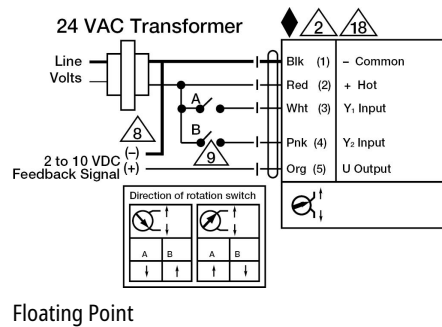 24 VAC Transformer
2 18
Line
Volts
Blk (1) – Common
Red (2) + Hot
A Wht (3) Y₁ Input
B Pnk (4) Y₂ Input
8
9
(–)
2 to 10 VDC
Feedback Signal (+)
Org (5) U Output
Direction of rotation switch
A B A B
Floating Point